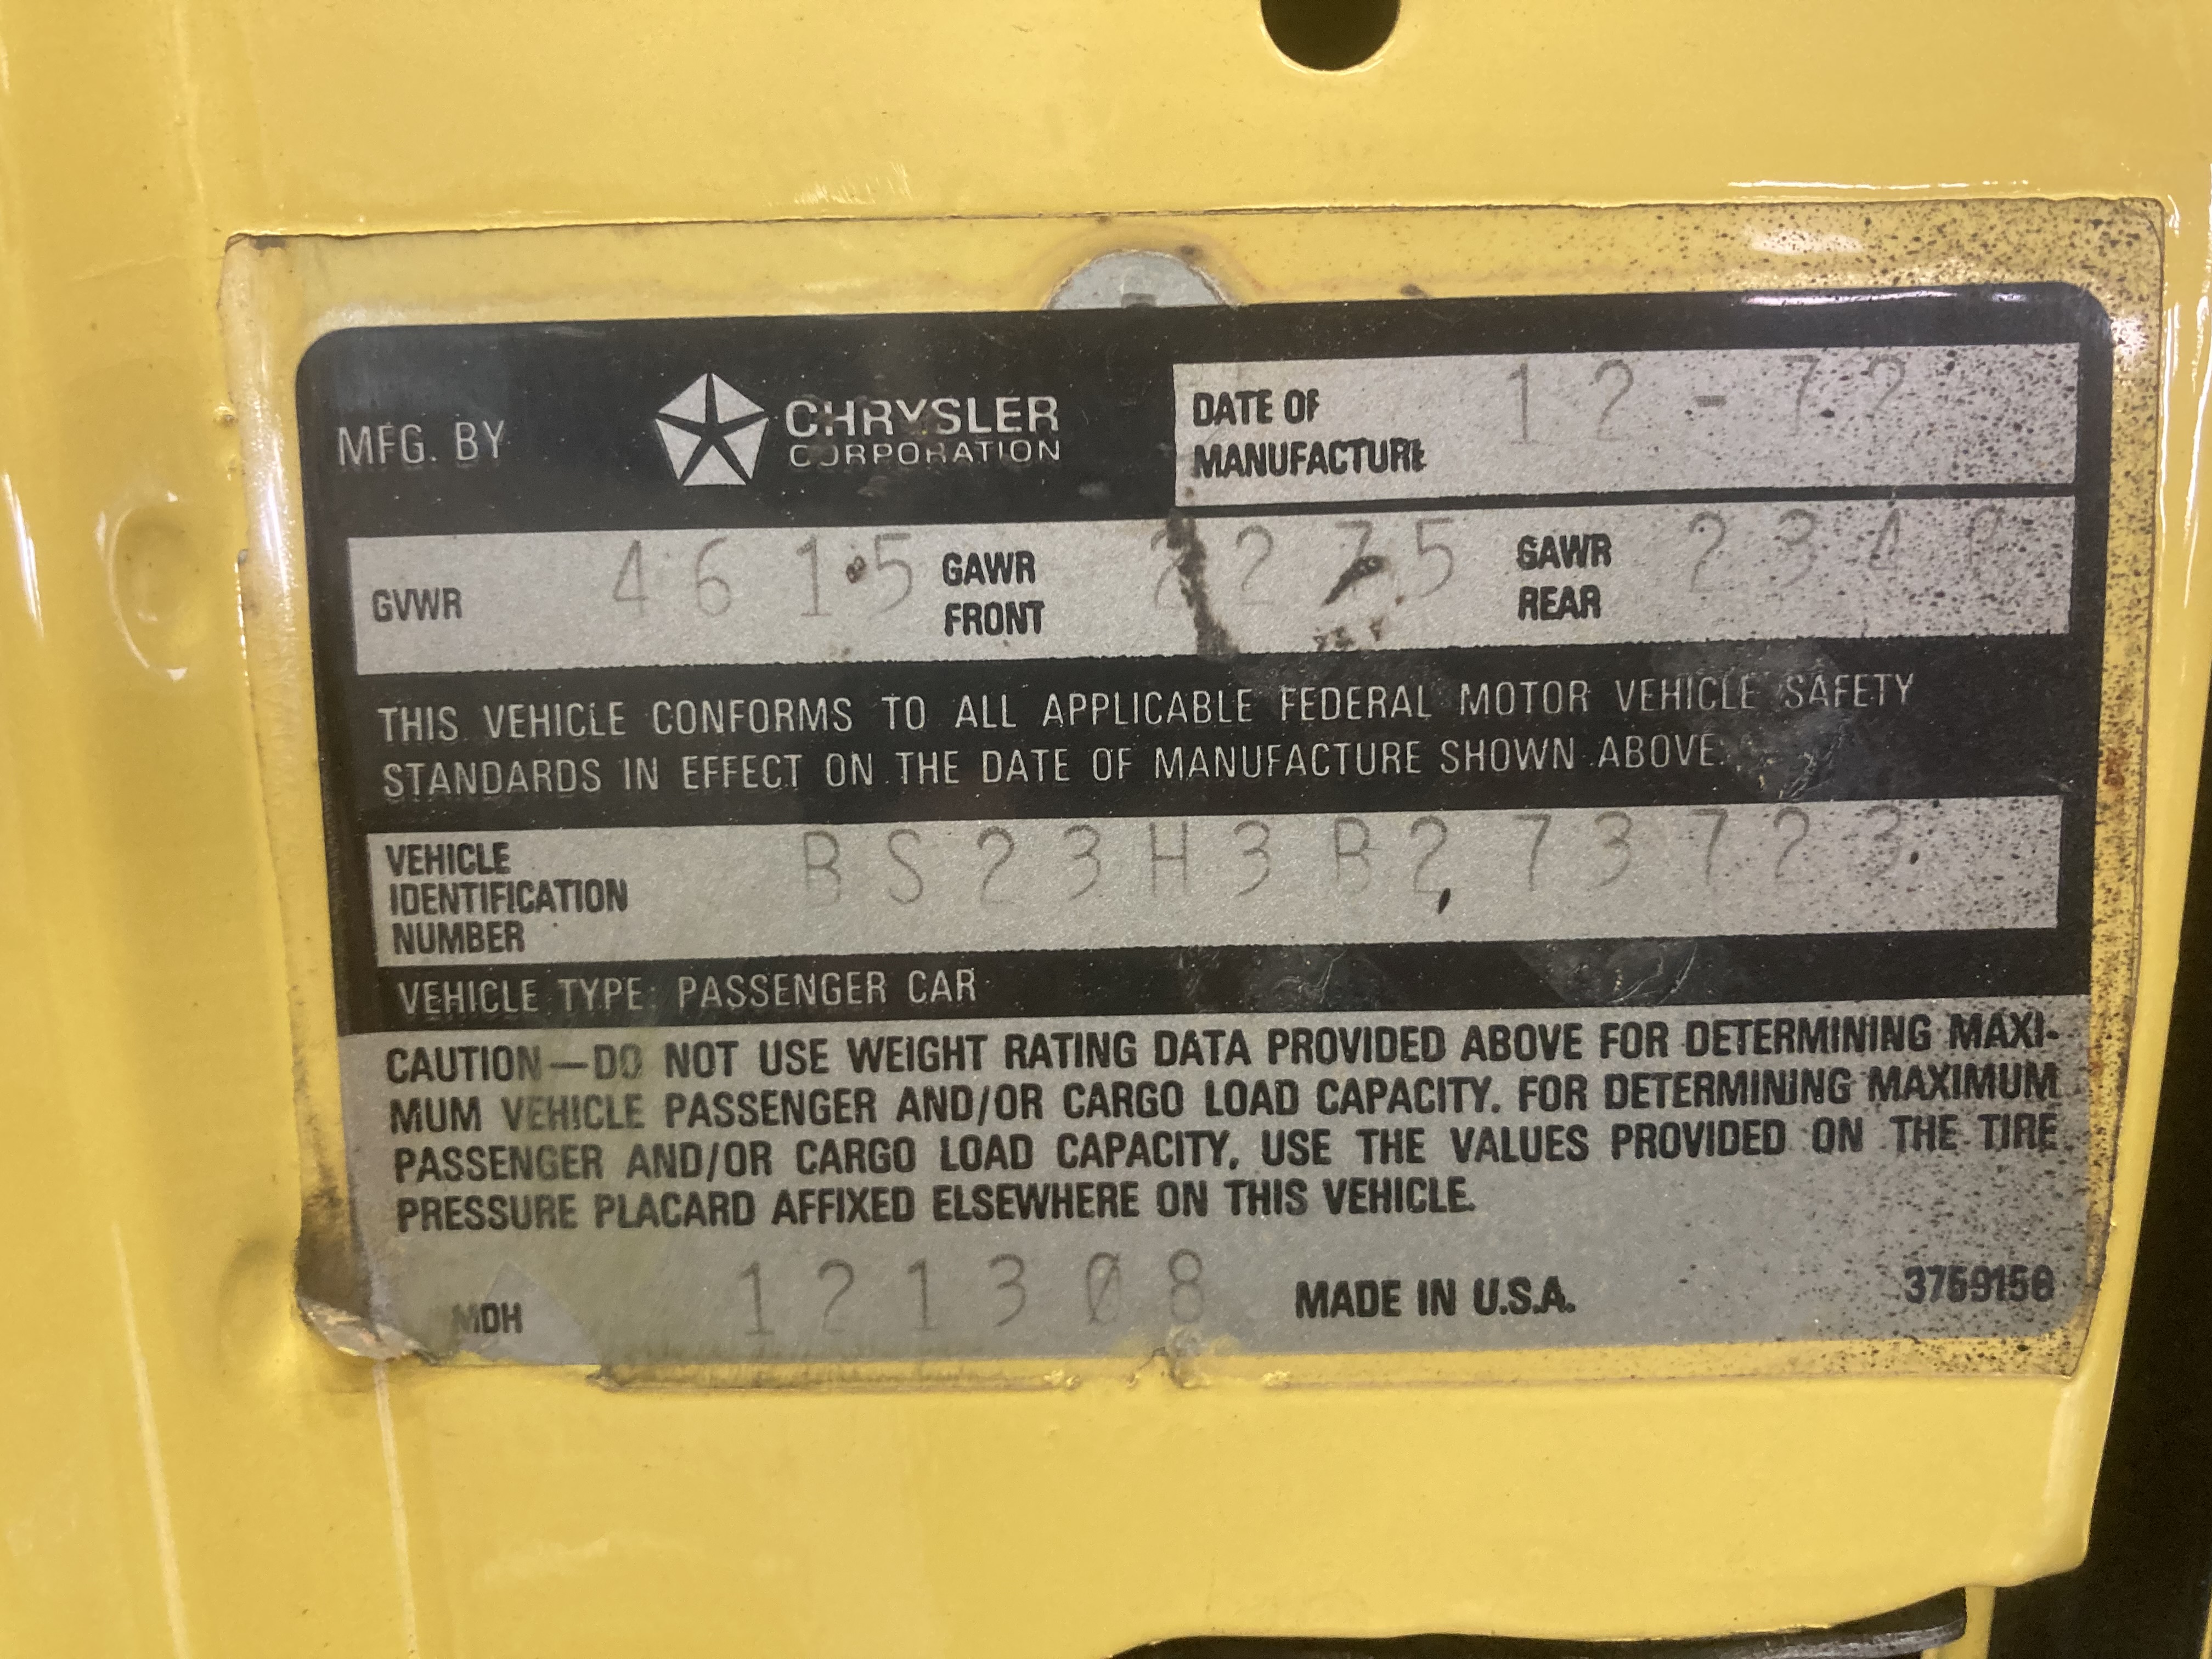 MFG. BY CHRYSLER CORPORATION
DATE OF MANUFACTURE 12-72
GVWR 4615 GAWR FRONT 2275 GAWR REAR 2340
THIS VEHICLE CONFORMS TO ALL APPLICABLE FEDERAL MOTOR VEHICLE SAFETY
STANDARDS IN EFFECT ON THE DATE OF MANUFACTURE SHOWN ABOVE.
VEHICLE IDENTIFICATION NUMBER BS23H3B273723
VEHICLE TYPE: PASSENGER CAR
CAUTION—DO NOT USE WEIGHT RATING DATA PROVIDED ABOVE FOR DETERMINING MAXI-
MUM VEHICLE PASSENGER AND/OR CARGO LOAD CAPACITY. FOR DETERMINING MAXIMUM
PASSENGER AND/OR CARGO LOAD CAPACITY, USE THE VALUES PROVIDED ON THE TIRE
PRESSURE PLACARD AFFIXED ELSEWHERE ON THIS VEHICLE.
MDH 121308 MADE IN U.S.A.